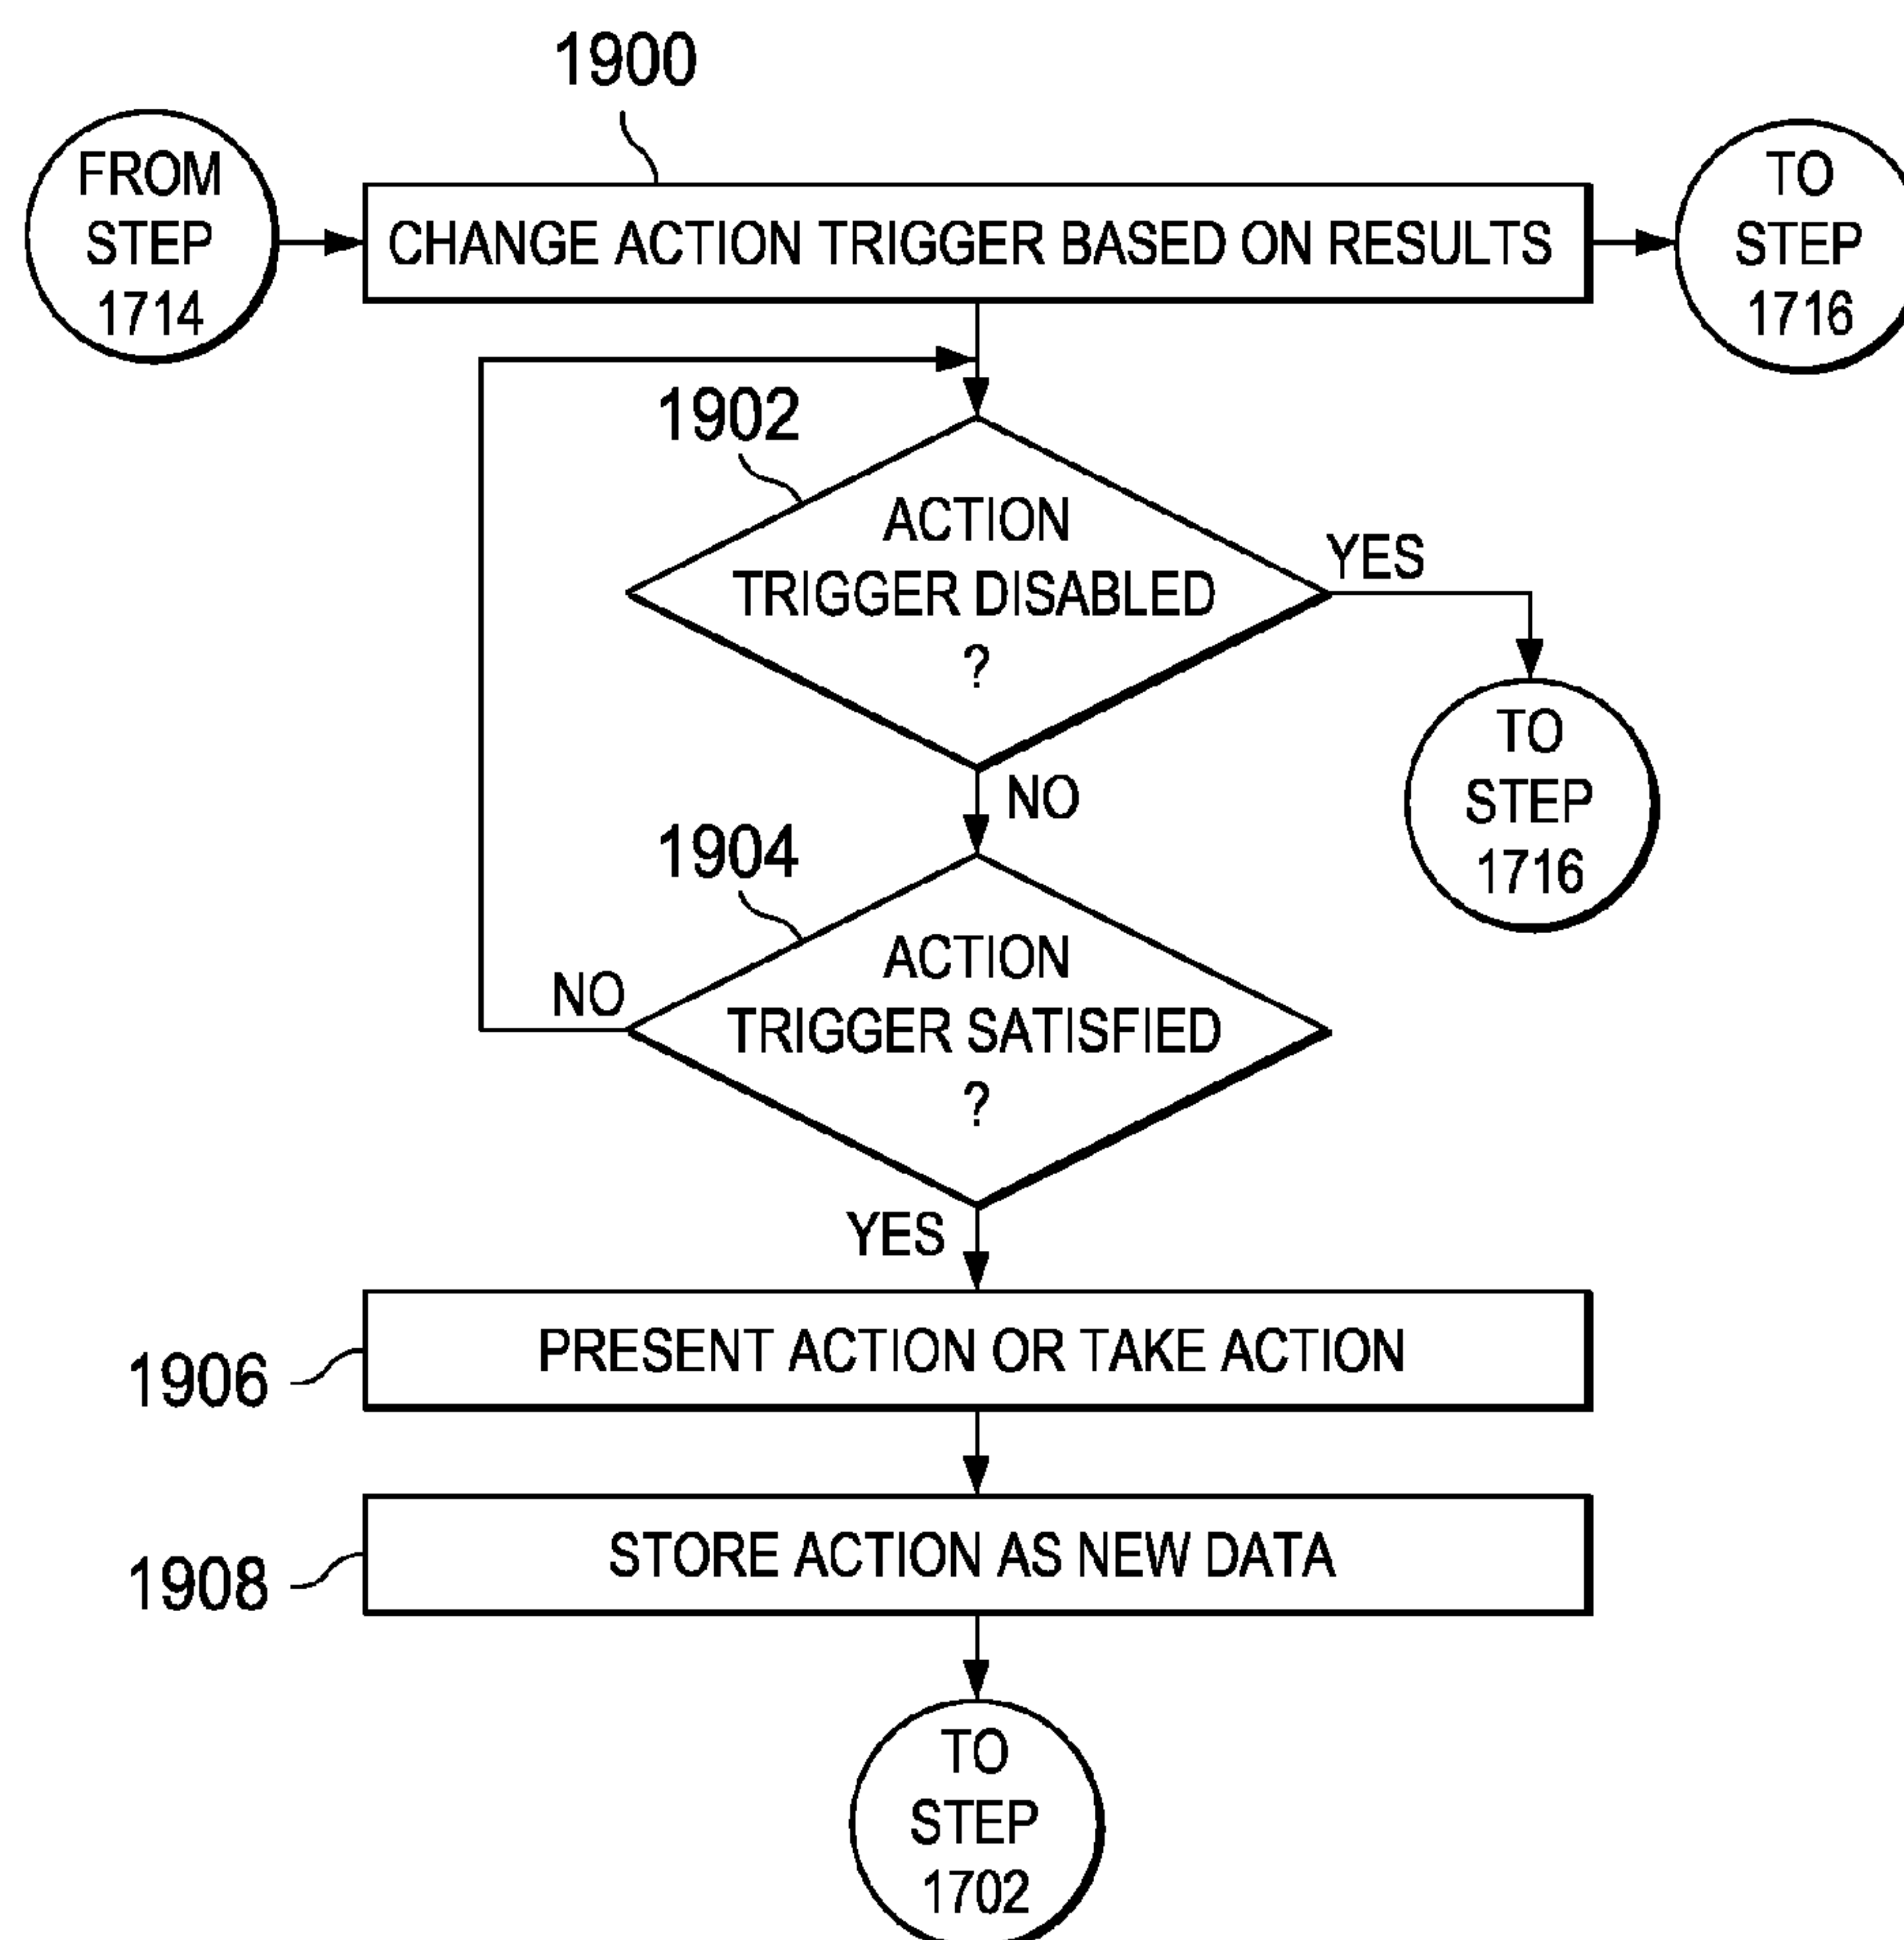 1900
FROM
STEP
1714
CHANGE ACTION TRIGGER BASED ON RESULTS
TO
STEP
1716
1902
ACTION
TRIGGER DISABLED
?
YES
TO
STEP
1716
NO
1904
ACTION
TRIGGER SATISFIED
?
NO
YES
1906
PRESENT ACTION OR TAKE ACTION
1908
STORE ACTION AS NEW DATA
TO
STEP
1702